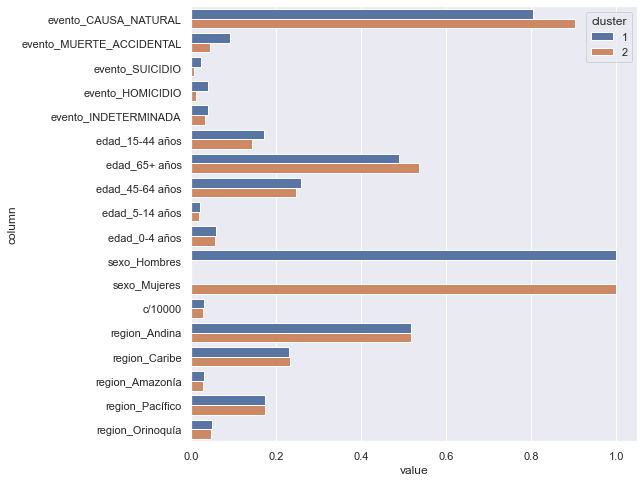 evento_CAUSA_NATURAL
evento_MUERTE_ACCIDENTAL
evento_SUICIDIO
evento_HOMICIDIO
evento_INDETERMINADA
edad_15-44 años
edad_65+ años
edad_45-64 años
edad_5-14 años
edad_0-4 años
sexo_Hombres
sexo_Mujeres
c/10000
region_Andina
region_Caribe
region_Amazonía
region_Pacífico
region_Orinoquía
column
cluster
1
2
0.0 0.2 0.4 0.6 0.8 1.0
value